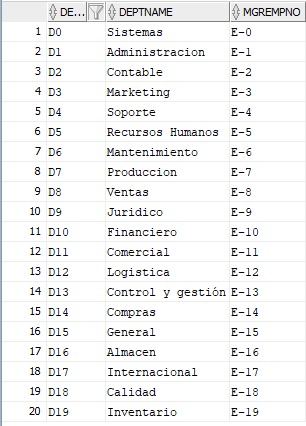 DE... DEPTNAME MGREMPNO
1 D0 Sistemas E-0
2 D1 Administracion E-1
3 D2 Contable E-2
4 D3 Marketing E-3
5 D4 Soporte E-4
6 D5 Recursos Humanos E-5
7 D6 Mantenimiento E-6
8 D7 Produccion E-7
9 D8 Ventas E-8
10 D9 Juridico E-9
11 D10 Financiero E-10
12 D11 Comercial E-11
13 D12 Logistica E-12
14 D13 Control y gestión E-13
15 D14 Compras E-14
16 D15 General E-15
17 D16 Almacen E-16
18 D17 Internacional E-17
19 D18 Calidad E-18
20 D19 Inventario E-19